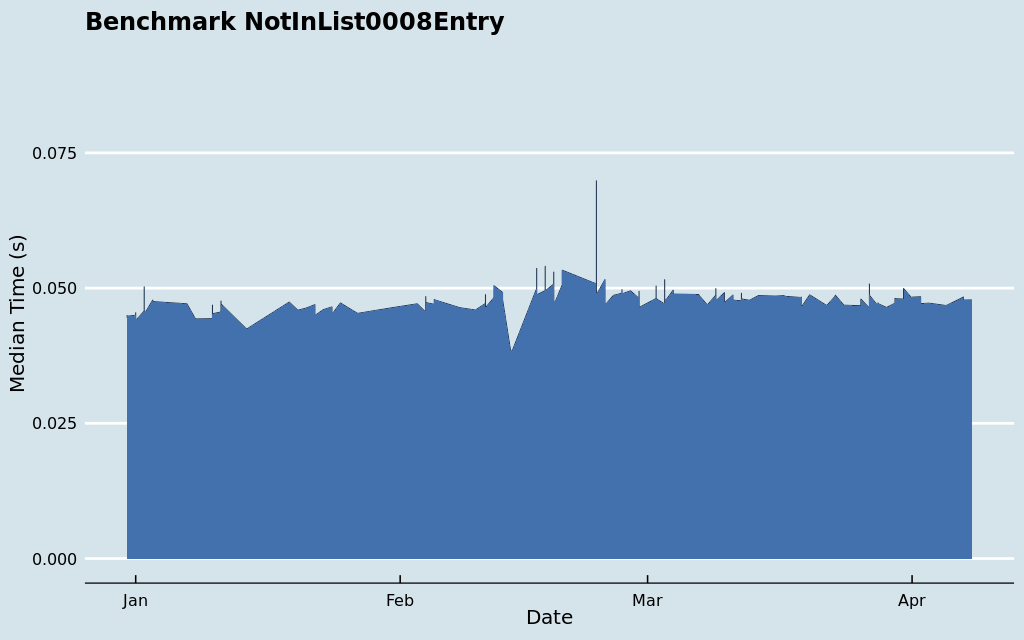 Benchmark NotInList0008Entry
0.075
0.050
0.025
0.000
Median Time (s)
Jan Feb Mar Apr
Date